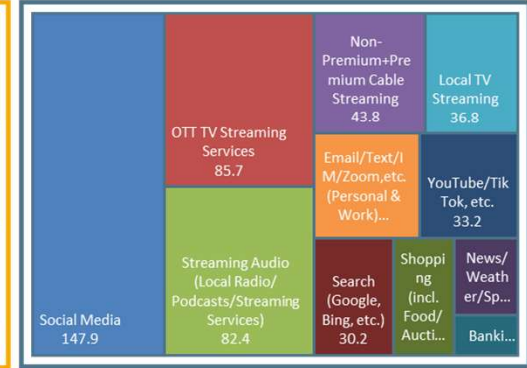 Social Media
147.9
OTT TV Streaming
Services
85.7
Streaming Audio
(Local Radio/
Podcasts/Streaming
Services)
82.4
Non-
Premium+Pre
mium Cable
Streaming
43.8
Local TV
Streaming
36.8
Email/Text/I
M/Zoom,etc.
(Personal &
Work)...
YouTube/Tik
Tok, etc.
33.2
Search
(Google,
Bing, etc.)
30.2
Shoppi
ng
(incl.
Food/
Aucti...
News/
Weath
er/Sp...
Banki...